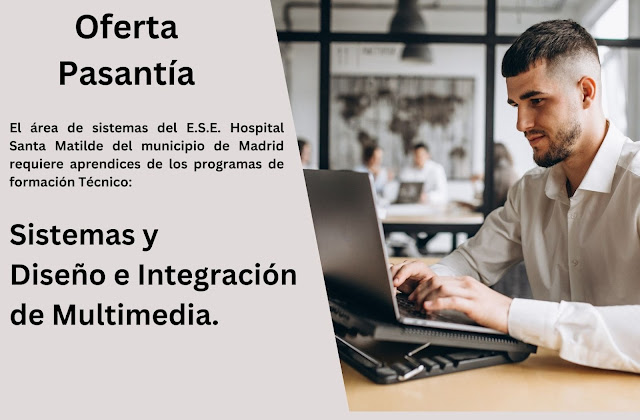 Oferta
Pasantía
El área de sistemas del E.S.E. Hospital
Santa Matilde del municipio de Madrid
requiere aprendices de los programas de
formación Técnico:
Sistemas y
Diseño e Integración
de Multimedia.